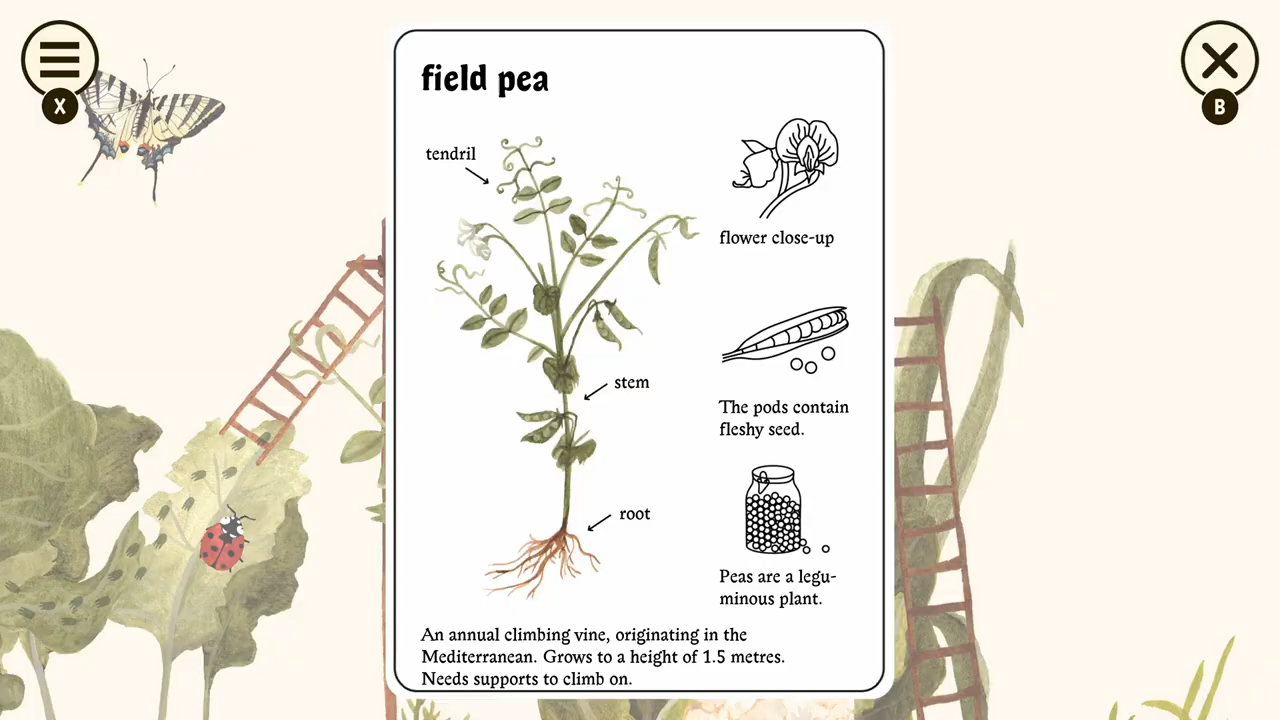 X
B
field pea
tendril
flower close-up
stem
The pods contain
fleshy seed.
root
Peas are a legu-
minous plant.
An annual climbing vine, originating in the
Mediterranean. Grows to a height of 1.5 metres.
Needs supports to climb on.